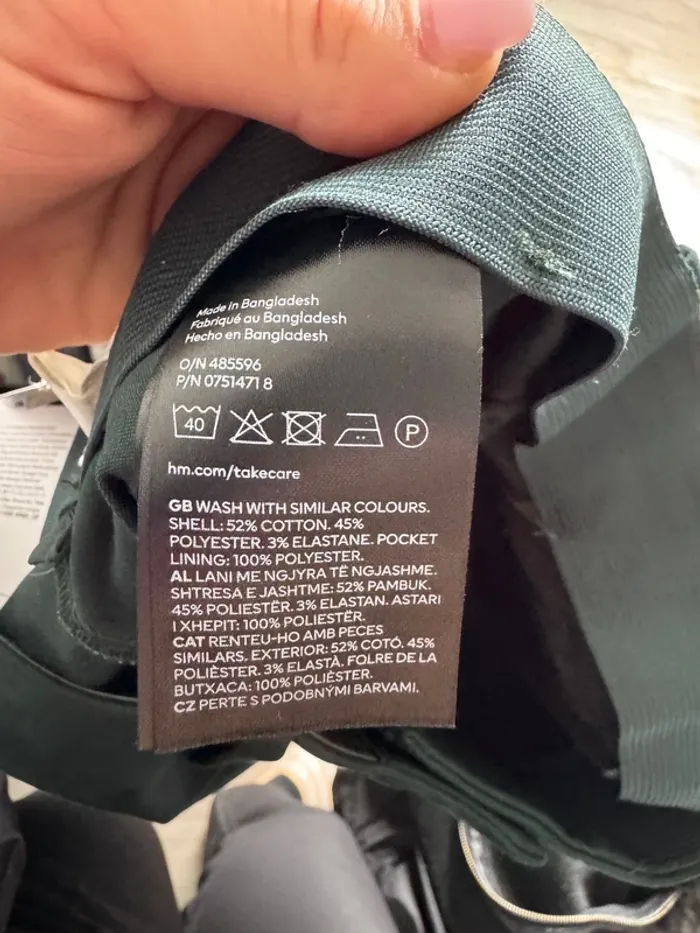 Made in Bangladesh
Fabriqué au Bangladesh
Hecho en Bangladesh
O/N 485596
P/N 0751471 8
40
P
hm.com/takecare
GB WASH WITH SIMILAR COLOURS.
SHELL: 52% COTTON. 45%
POLYESTER. 3% ELASTANE. POCKET
LINING: 100% POLYESTER.
AL LANI ME NGJYRA TË NGJASHME.
SHTRESA E JASHTME: 52% PAMBUK.
45% POLIESTËR. 3% ELASTAN. ASTARI
I XHEPIT: 100% POLIESTËR.
CAT RENTEU-HO AMB PECES
SIMILARS. EXTERIOR: 52% COTÓ. 45%
POLIÈSTER. 3% ELASTÀ. FOLRE DE LA
BUTXACA: 100% POLIÈSTER.
CZ PERTE S PODOBNÝMI BARVAMI.